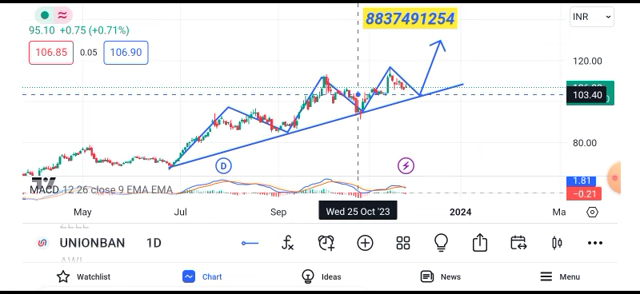 8837491254
INR
95.10 +0.75 (+0.71%)
106.85 0.05 106.90
120.00
103.40
80.00
D
MACD 12 26 close 9 EMA EMA
1.81
−0.21
May Jul Sep Wed 25 Oct '23 2024 Ma
UNIONBAN 1D
Watchlist Chart Ideas News Menu